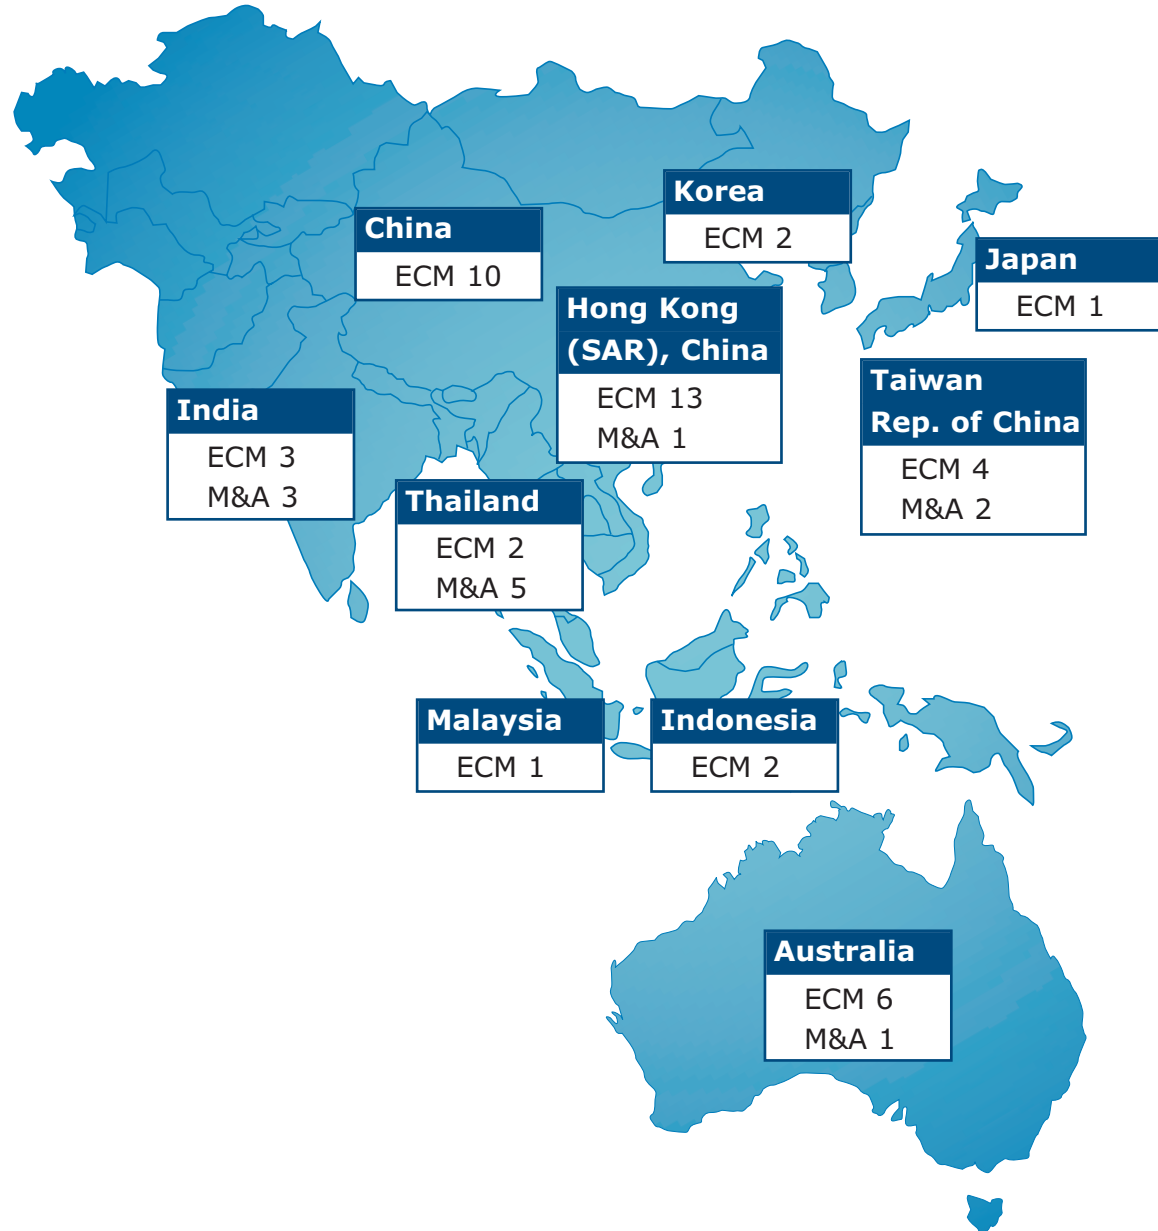 Korea
ECM 2
China
ECM 10
Japan
ECM 1
Hong Kong
(SAR), China
ECM 13
M&A 1
Taiwan
Rep. of China
ECM 4
M&A 2
India
ECM 3
M&A 3
Thailand
ECM 2
M&A 5
Malaysia
ECM 1
Indonesia
ECM 2
Australia
ECM 6
M&A 1